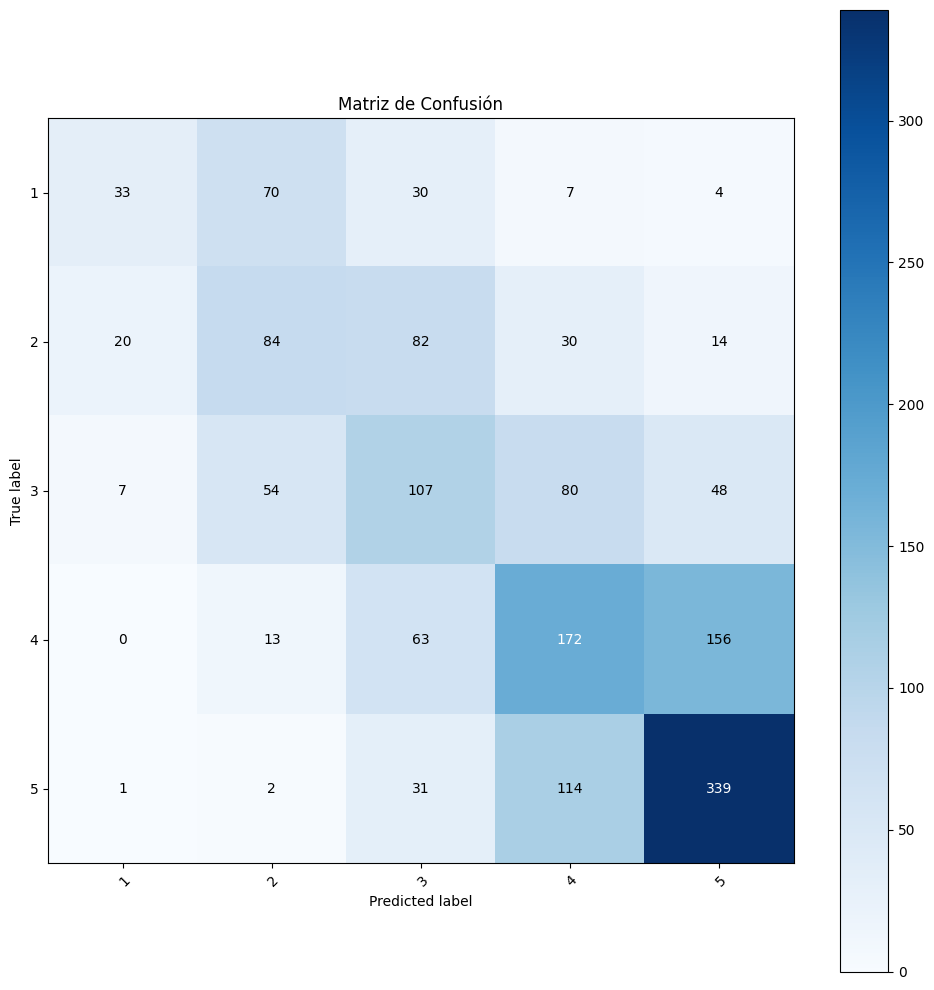 Matriz de Confusión
1 33 70 30 7 4
2 20 84 82 30 14
3 7 54 107 80 48
4 0 13 63 172 156
5 1 2 31 114 339
1 2 3 4 5
True label
Predicted label
300
250
200
150
100
50
0